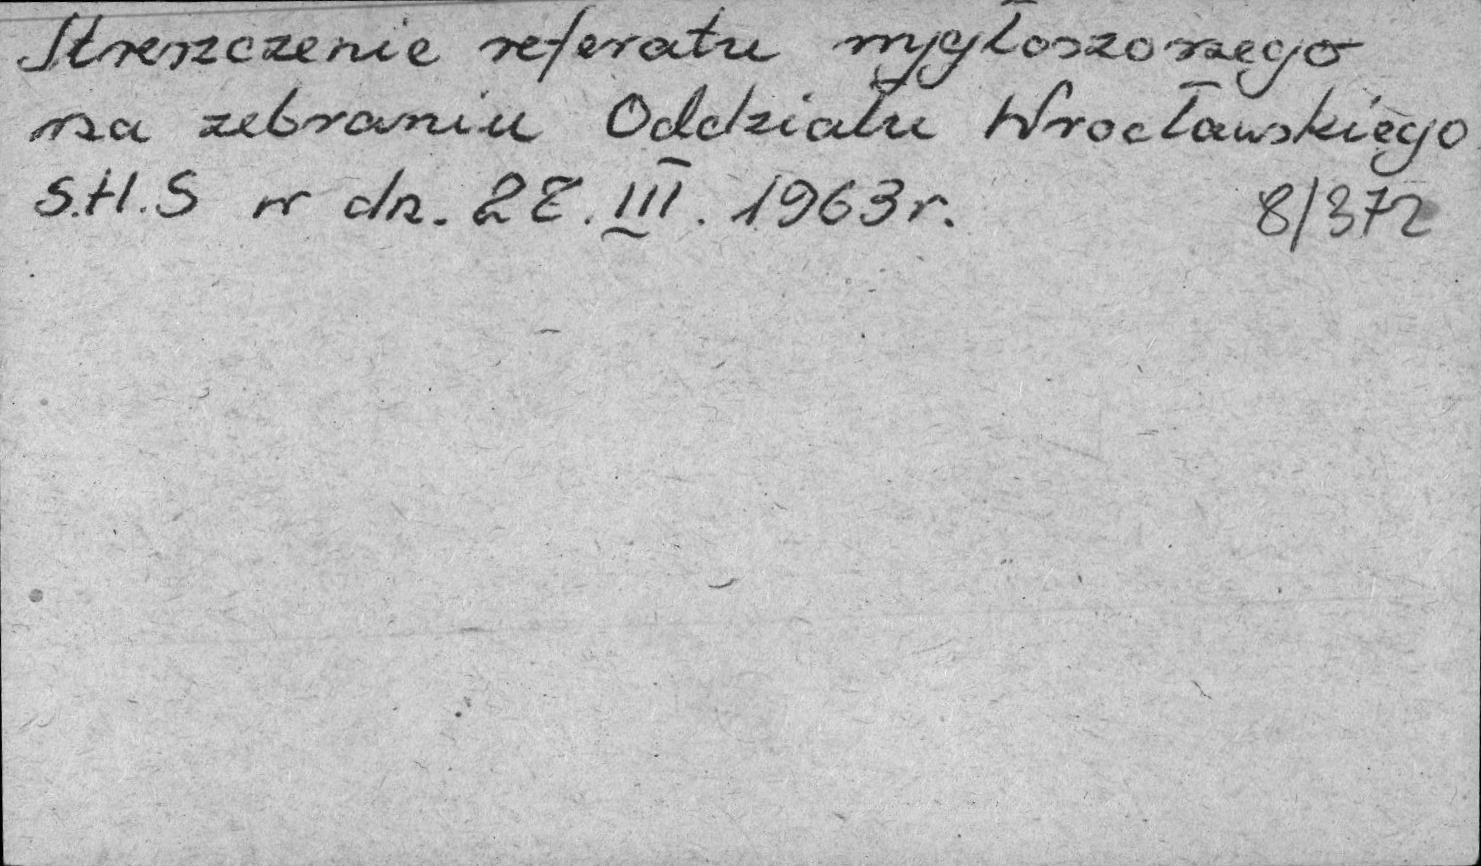 Streszczenie referatu wygłoszonego
na zebraniu Oddziału Wrocławskiego
S.H.S w dn. 28.III.1963r. 8/372